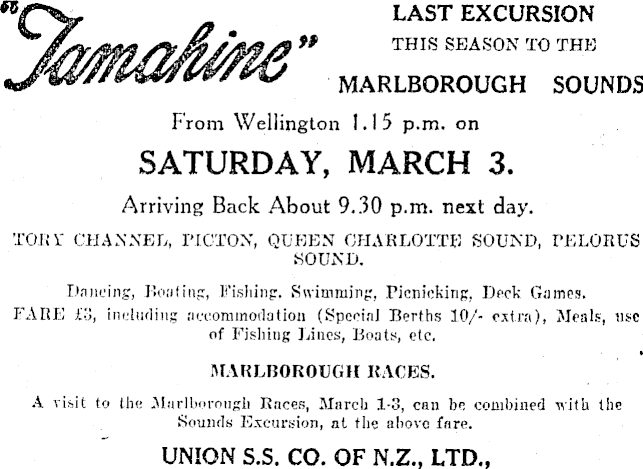 "Tamahine"
LAST EXCURSION
THIS SEASON TO THE
MARLBOROUGH SOUNDS
From Wellington 1.15 p.m. on
SATURDAY, MARCH 3.
Arriving Back About 9.30 p.m. next day.
TORY CHANNEL, PICTON, QUEEN CHARLOTTE SOUND, PELORUS
SOUND.
Dancing, Boating, Fishing. Swimming, Picnicking, Deck Games.
FARE £3, including accommodation (Special Berths 10/- extra), Meals, use
of Fishing Lines, Boats, etc.
MARLBOROUGH RACES.
A visit to the Marlborough Races, March 1-3, can be combined with the
Sounds Excursion, at the above fare.
UNION S.S. CO. OF N.Z., LTD.,